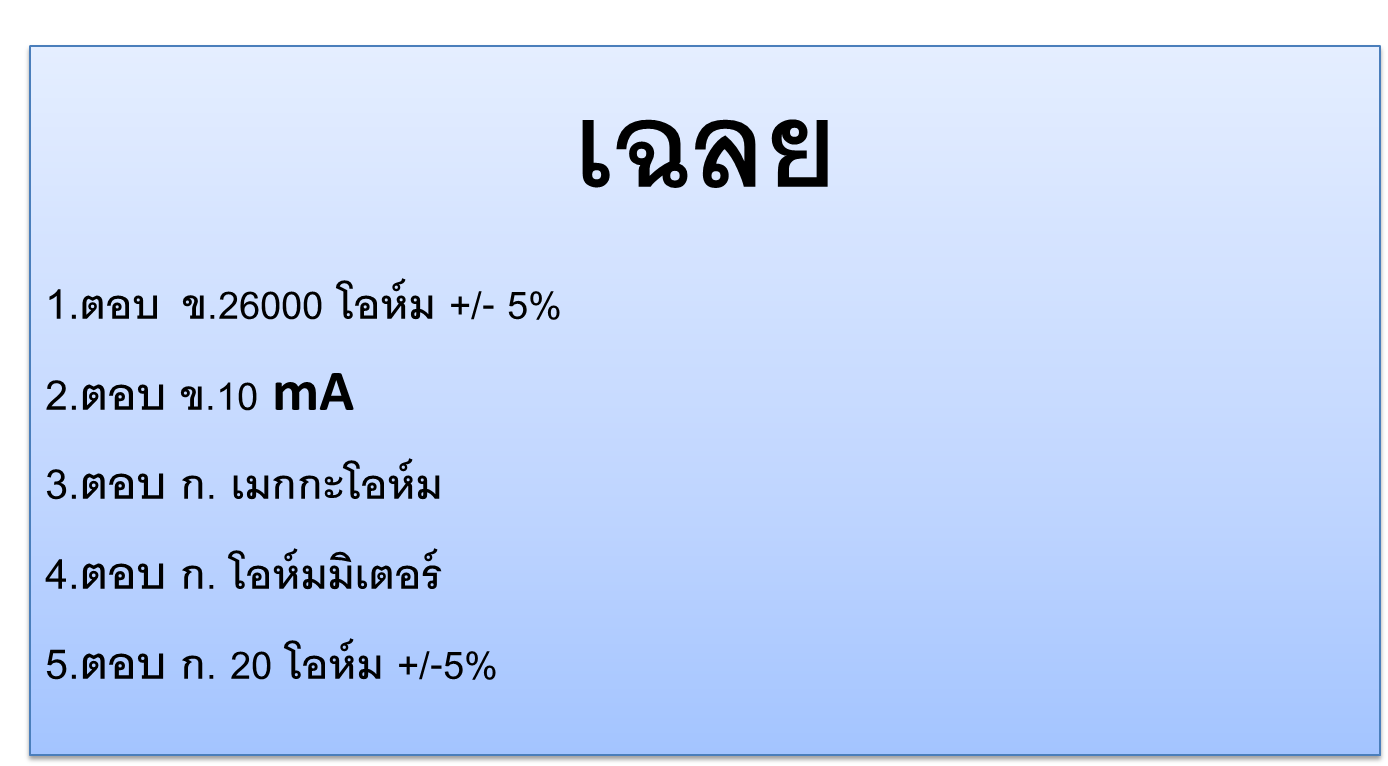 เฉลย
1.ตอบ ข.26000 โอห์ม +/- 5%
2.ตอบ ข.10 mA
3.ตอบ ก. เมกกะโอห์ม
4.ตอบ ก. โอห์มมิเตอร์
5.ตอบ ก. 20 โอห์ม +/-5%